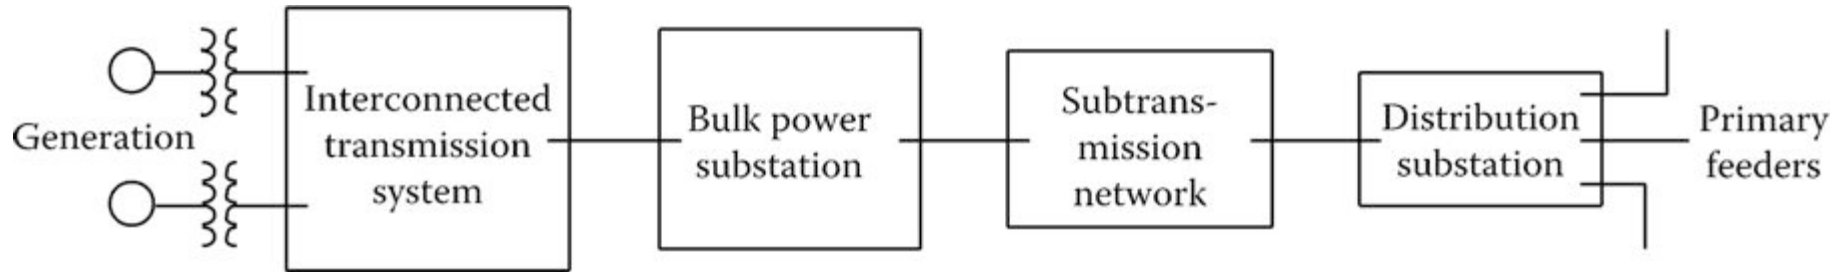 Generation
Interconnected
transmission
system
Bulk power
substation
Subtrans-
mission
network
Distribution
substation
Primary
feeders